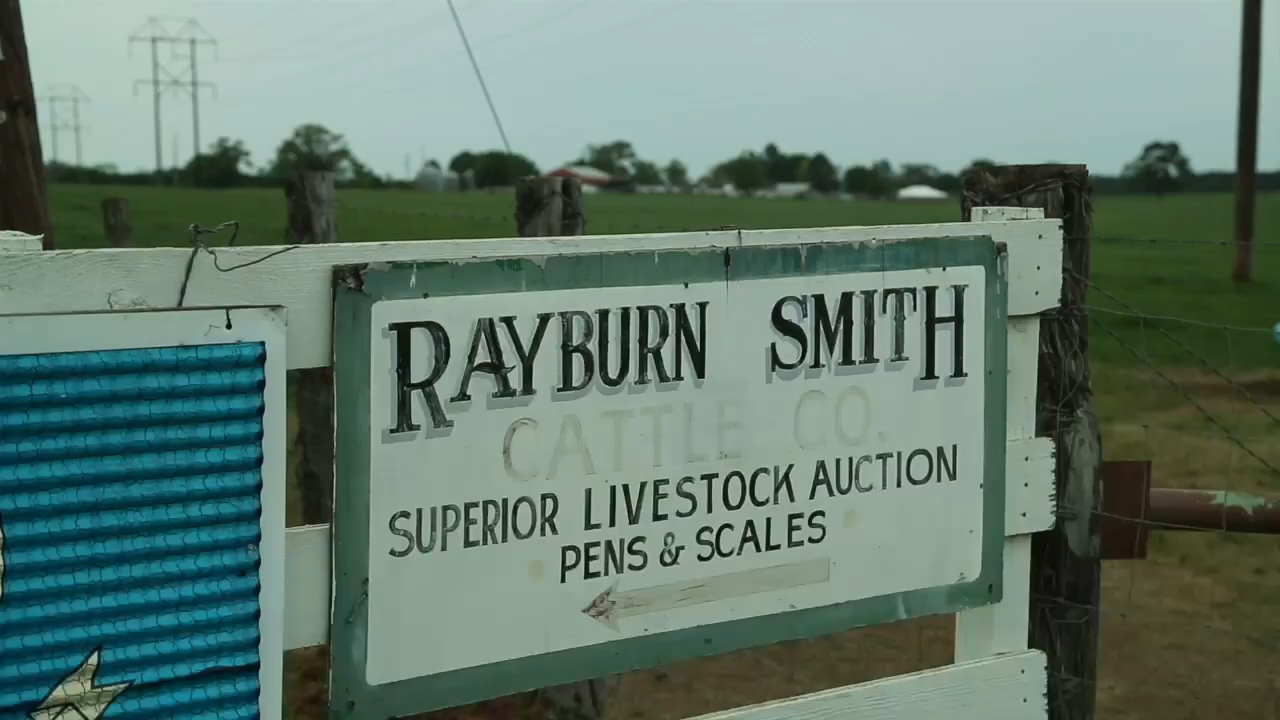 RAYBURN SMITH
CATTLE CO.
SUPERIOR LIVESTOCK AUCTION
PENS & SCALES